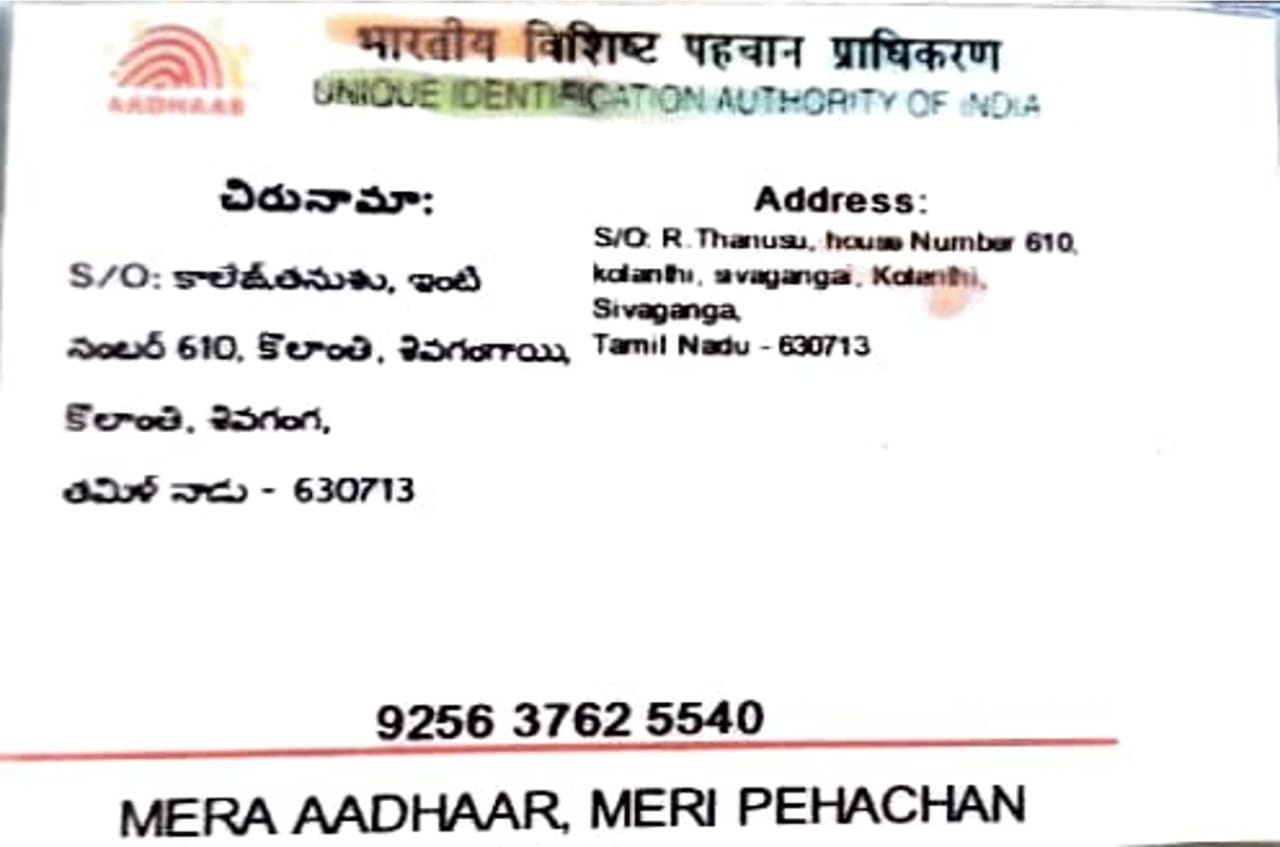 भारतीय विशिष्ट पहचान प्राधिकरण
AADHAAR
UNIQUE IDENTIFICATION AUTHORITY OF INDIA
చిరునామా:
S/O: కాలేష్తనుశు, ఇంటి
నంబర్ 610, కొలాంతి, శివగంగాయి,
కొలాంతి, శివగంగ,
తమిళ్ నాడు - 630713
Address:
S/O: R.Thanusu, house Number 610,
kolanthi, sivagangai, Kolanthi,
Sivaganga,
Tamil Nadu - 630713
9256 3762 5540
MERA AADHAAR, MERI PEHACHAN